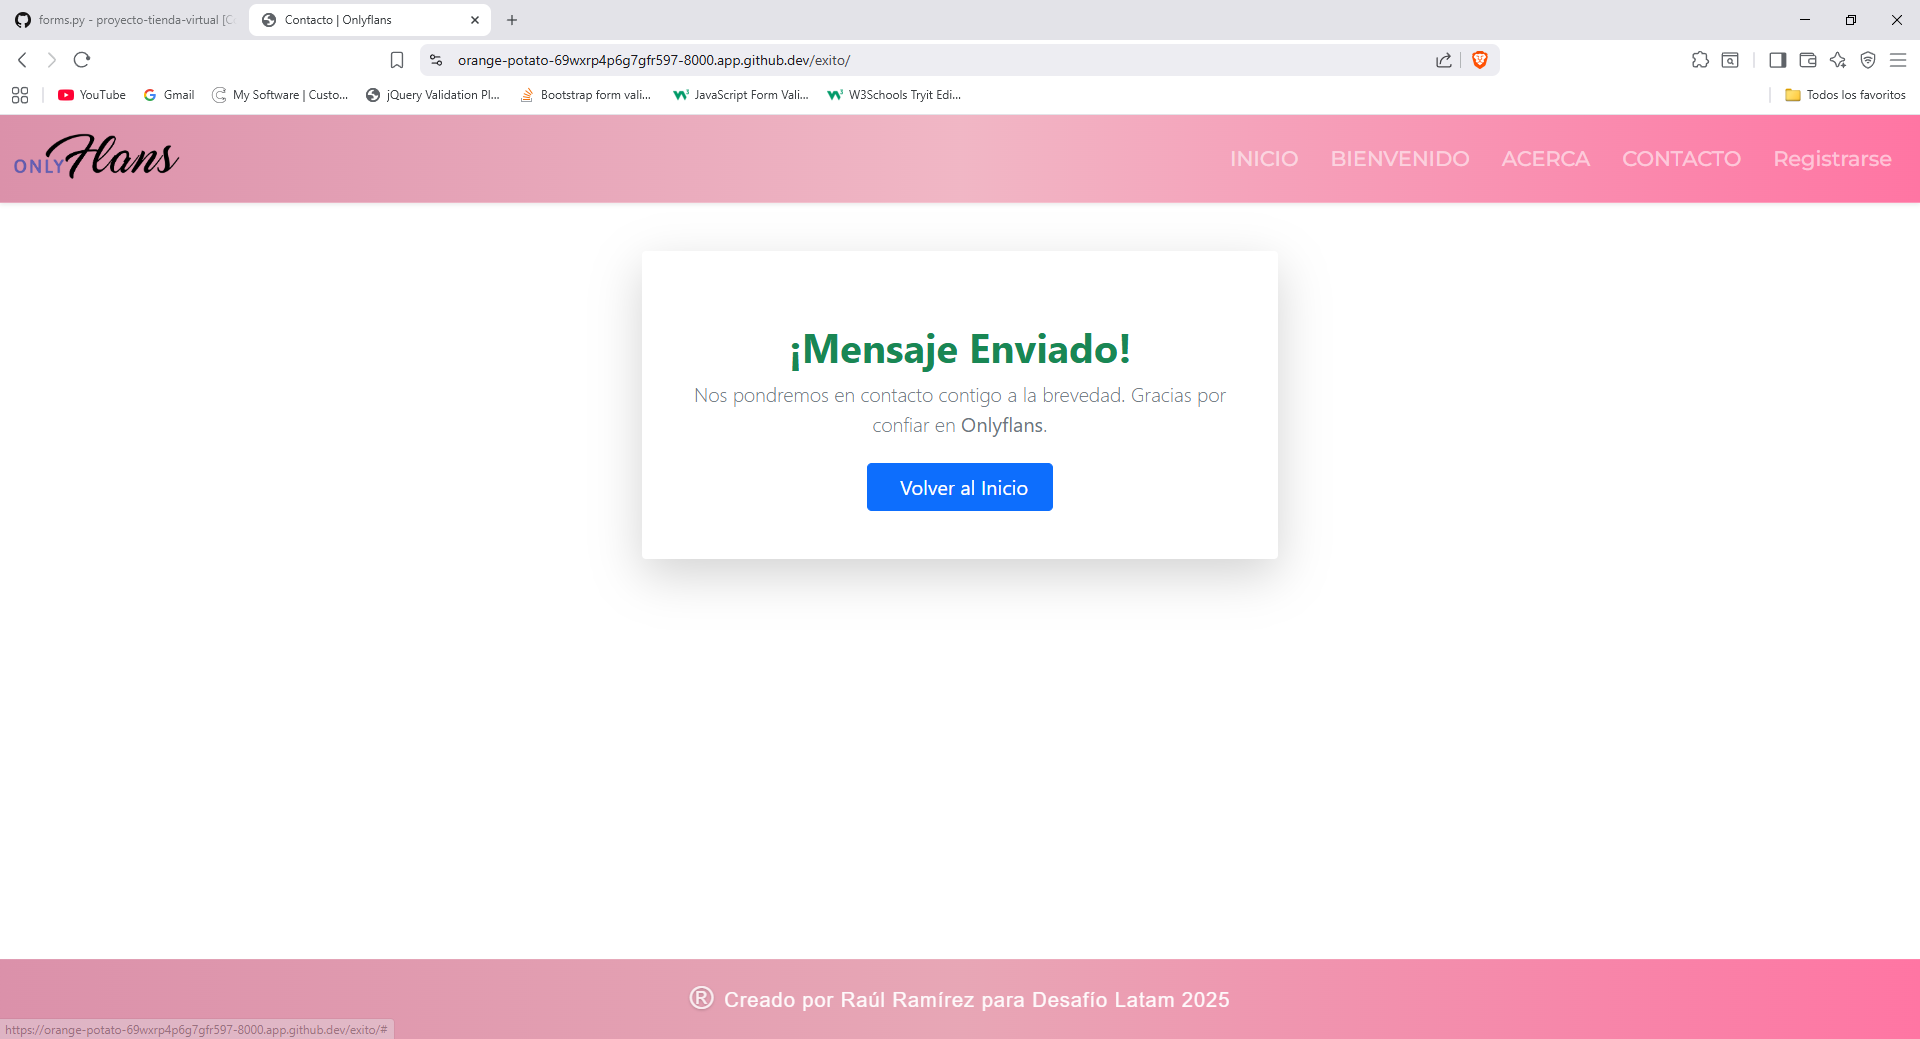 forms.py - proyecto-tienda-virtual [C
Contacto | Onlyflans
orange-potato-69wxrp4p6g7gfr597-8000.app.github.dev/exito/
YouTube
Gmail
My Software | Custo...
jQuery Validation Pl...
Bootstrap form vali...
JavaScript Form Vali...
W3Schools Tryit Edi...
Todos los favoritos
ONLY Flans
INICIO
BIENVENIDO
ACERCA
CONTACTO
Registrarse
¡Mensaje Enviado!
Nos pondremos en contacto contigo a la brevedad. Gracias por
confiar en Onlyflans.
Volver al Inicio
® Creado por Raúl Ramírez para Desafío Latam 2025
https://orange-potato-69wxrp4p6g7gfr597-8000.app.github.dev/exito/#